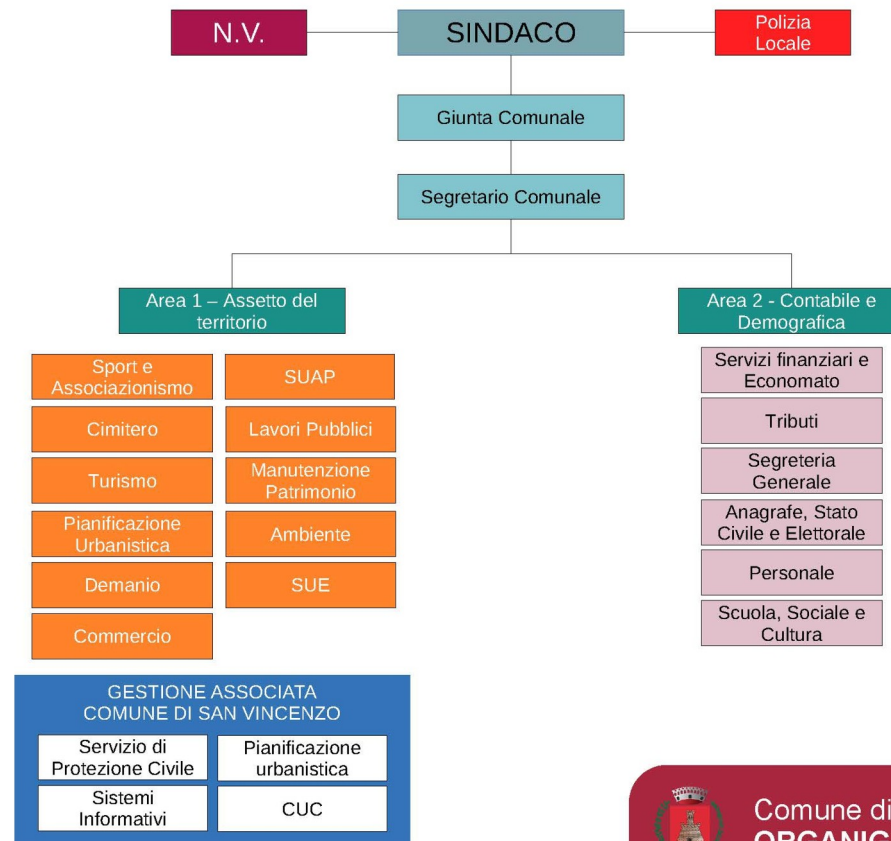 N.V.
SINDACO
Polizia
Locale
Giunta Comunale
Segretario Comunale
Area 1 – Assetto del
territorio
Area 2 - Contabile e
Demografica
Sport e
Associazionismo
SUAP
Cimitero
Lavori Pubblici
Turismo
Manutenzione
Patrimonio
Pianificazione
Urbanistica
Ambiente
Demanio
SUE
Commercio
Servizi finanziari e
Economato
Tributi
Segreteria
Generale
Anagrafe, Stato
Civile e Elettorale
Personale
Scuola, Sociale e
Cultura
GESTIONE ASSOCIATA
COMUNE DI SAN VINCENZO
Servizio di
Protezione Civile
Pianificazione
urbanistica
Sistemi
Informativi
CUC
Comune di